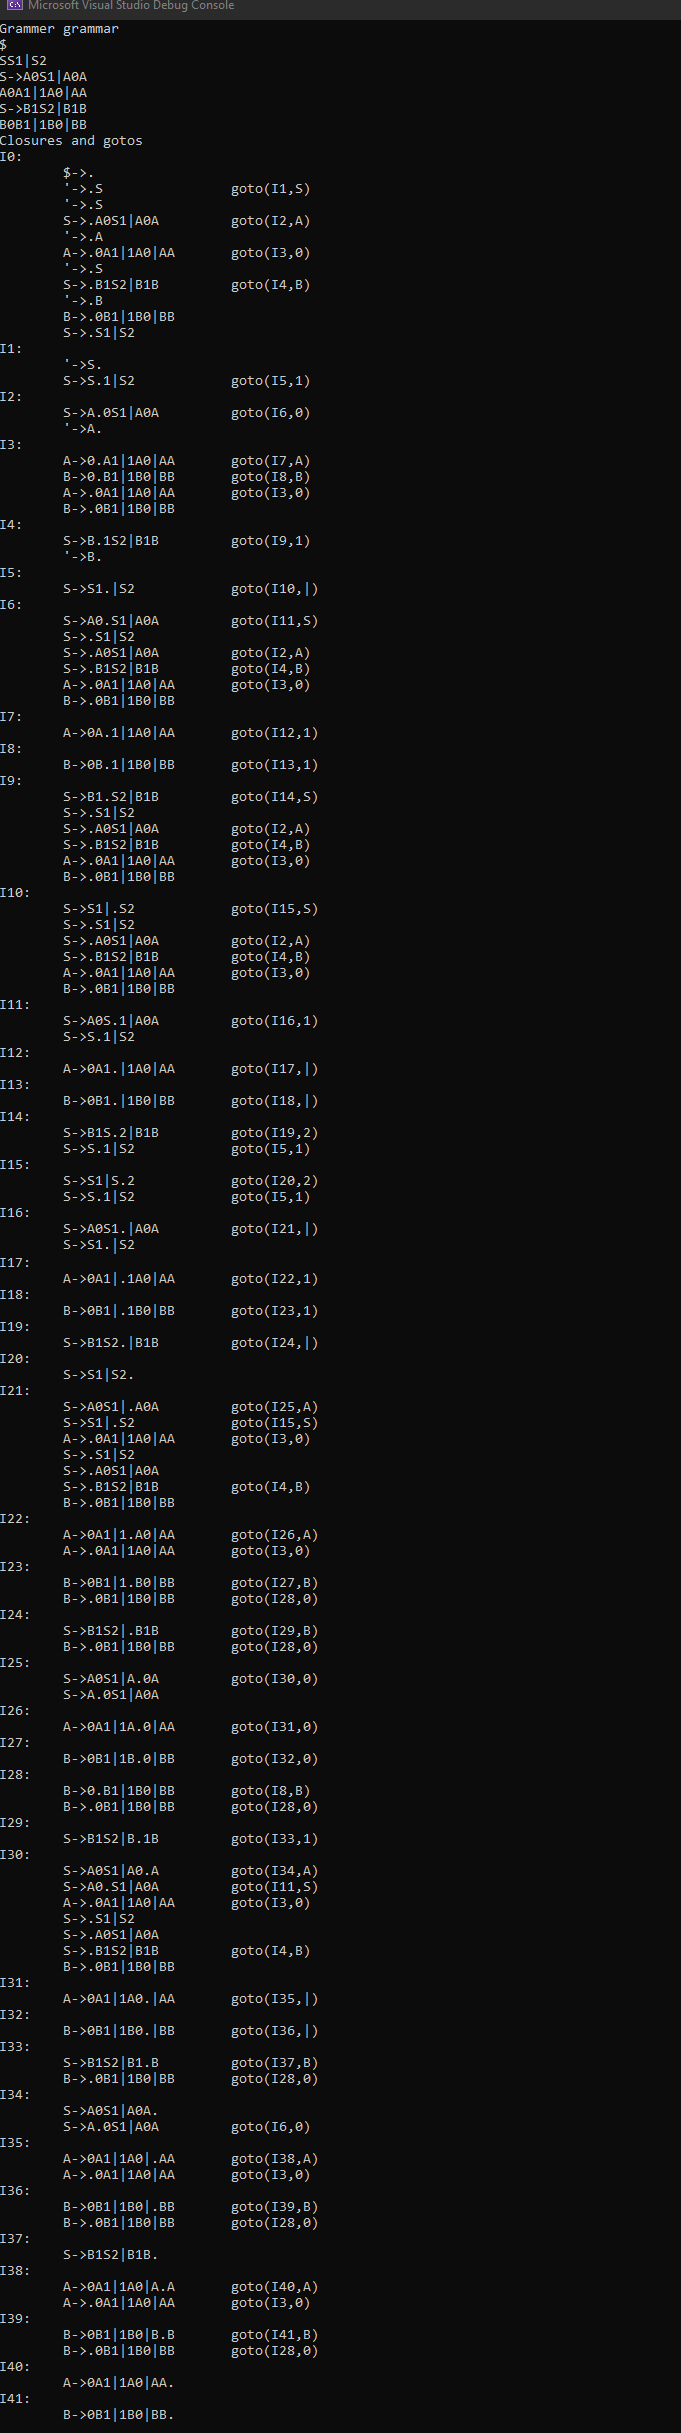 Microsoft Visual Studio Debug Console
Grammer grammar
$
SS1|S2
S->A0S1|A0A
A0A1|1A0|AA
S->B1S2|B1B
B0B1|1B0|BB
Closures and gotos
I0:
$->.
'->.S goto(I1,S)
'->.S
S->.A0S1|A0A goto(I2,A)
'->.A
A->.0A1|1A0|AA goto(I3,0)
'->.S
S->.B1S2|B1B goto(I4,B)
'->.B
B->.0B1|1B0|BB
S->.S1|S2
I1:
'->S.
S->S.1|S2 goto(I5,1)
I2:
S->A.0S1|A0A goto(I6,0)
'->A.
I3:
A->0.A1|1A0|AA goto(I7,A)
B->0.B1|1B0|BB goto(I8,B)
A->.0A1|1A0|AA goto(I3,0)
B->.0B1|1B0|BB
I4:
S->B.1S2|B1B goto(I9,1)
'->B.
I5:
S->S1.|S2 goto(I10,|)
I6:
S->A0.S1|A0A goto(I11,S)
S->.S1|S2
S->.A0S1|A0A goto(I2,A)
S->.B1S2|B1B goto(I4,B)
A->.0A1|1A0|AA goto(I3,0)
B->.0B1|1B0|BB
I7:
A->0A.1|1A0|AA goto(I12,1)
I8:
B->0B.1|1B0|BB goto(I13,1)
I9:
S->B1.S2|B1B goto(I14,S)
S->.S1|S2
S->.A0S1|A0A goto(I2,A)
S->.B1S2|B1B goto(I4,B)
A->.0A1|1A0|AA goto(I3,0)
B->.0B1|1B0|BB
I10:
S->S1|.S2 goto(I15,S)
S->.S1|S2
S->.A0S1|A0A goto(I2,A)
S->.B1S2|B1B goto(I4,B)
A->.0A1|1A0|AA goto(I3,0)
B->.0B1|1B0|BB
I11:
S->A0S.1|A0A goto(I16,1)
S->S.1|S2
I12:
A->0A1.|1A0|AA goto(I17,|)
I13:
B->0B1.|1B0|BB goto(I18,|)
I14:
S->B1S.2|B1B goto(I19,2)
S->S.1|S2 goto(I5,1)
I15:
S->S1|S.2 goto(I20,2)
S->S.1|S2 goto(I5,1)
I16:
S->A0S1.|A0A goto(I21,|)
S->S1.|S2
I17:
A->0A1|.1A0|AA goto(I22,1)
I18:
B->0B1|.1B0|BB goto(I23,1)
I19:
S->B1S2.|B1B goto(I24,|)
I20:
S->S1|S2.
I21:
S->A0S1|.A0A goto(I25,A)
S->S1|.S2 goto(I15,S)
A->.0A1|1A0|AA goto(I3,0)
S->.S1|S2
S->.A0S1|A0A
S->.B1S2|B1B goto(I4,B)
B->.0B1|1B0|BB
I22:
A->0A1|1.A0|AA goto(I26,A)
A->.0A1|1A0|AA goto(I3,0)
I23:
B->0B1|1.B0|BB goto(I27,B)
B->.0B1|1B0|BB goto(I28,0)
I24:
S->B1S2|.B1B goto(I29,B)
B->.0B1|1B0|BB goto(I28,0)
I25:
S->A0S1|A.0A goto(I30,0)
S->A.0S1|A0A
I26:
A->0A1|1A.0|AA goto(I31,0)
I27:
B->0B1|1B.0|BB goto(I32,0)
I28:
B->0.B1|1B0|BB goto(I8,B)
B->.0B1|1B0|BB goto(I28,0)
I29:
S->B1S2|B.1B goto(I33,1)
I30:
S->A0S1|A0.A goto(I34,A)
S->A0.S1|A0A goto(I11,S)
A->.0A1|1A0|AA goto(I3,0)
S->.S1|S2
S->.A0S1|A0A
S->.B1S2|B1B goto(I4,B)
B->.0B1|1B0|BB
I31:
A->0A1|1A0.|AA goto(I35,|)
I32:
B->0B1|1B0.|BB goto(I36,|)
I33:
S->B1S2|B1.B goto(I37,B)
B->.0B1|1B0|BB goto(I28,0)
I34:
S->A0S1|A0A.
S->A.0S1|A0A goto(I6,0)
I35:
A->0A1|1A0|.AA goto(I38,A)
A->.0A1|1A0|AA goto(I3,0)
I36:
B->0B1|1B0|.BB goto(I39,B)
B->.0B1|1B0|BB goto(I28,0)
I37:
S->B1S2|B1B.
I38:
A->0A1|1A0|A.A goto(I40,A)
A->.0A1|1A0|AA goto(I3,0)
I39:
B->0B1|1B0|B.B goto(I41,B)
B->.0B1|1B0|BB goto(I28,0)
I40:
A->0A1|1A0|AA.
I41:
B->0B1|1B0|BB.